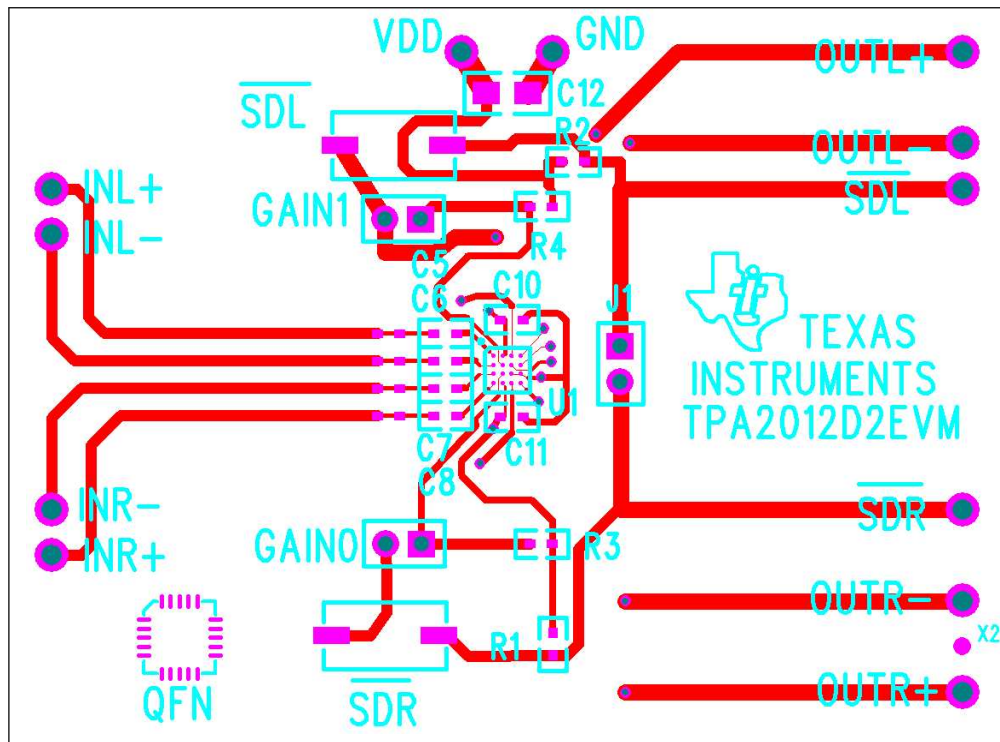 VDD
GND
OUTL+
SDL
C12
R2
OUTL-
INL+
SDL
GAIN1
INL-
R4
C5
C6
C10
J1
TEXAS
INSTRUMENTS
TPA2012D2EVM
U1
C7
C11
C8
INR-
SDR
GAIN0
R3
INR+
OUTR-
R1
X2
QFN
SDR
OUTR+